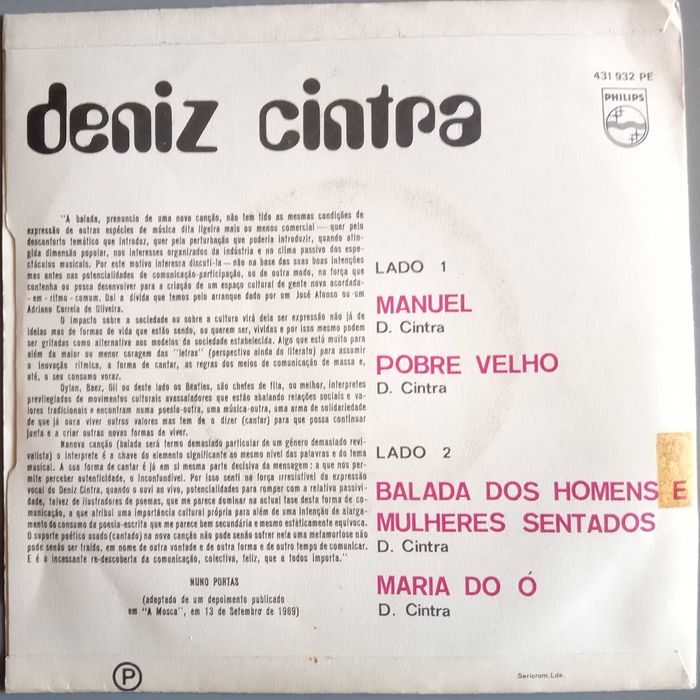 431 932 PE
PHILIPS
deniz cintra
"A balada, prenuncio de uma nova canção, não tem tido as mesmas condições de
expressão de outras espécies de música dita ligeira mais ou menos comercial — quer pelo
desconforto temático que introduz, quer pela perturbação que poderia introduzir, quando atin-
gida dimensão popular, nos interesses organizados da indústria e no clima passivo dos espe-
ctáculos musicais. Por este motivo interessa discuti-la — não na base das suas boas intenções
mas antes nas potencialidades de comunicação-participação, ou de outro modo, na força que
contenha ou possa desenvolver para a criação de um espaço cultural de gente nova acordada-
-em-ritmo-comum. Daí a dívida que temos pelo arranque dado por um José Afonso ou um
Adriano Correia de Oliveira.
O impacto sobre a sociedade ou sobre a cultura virá dela ser expressão não já de
ideias mas de formas de vida que estão sendo, ou querem ser, vividas e por isso mesmo podem
ser gritadas como alternativa aos modelos da sociedade estabelecida. Algo que está muito para
além da maior ou menor coragem das "letras" (perspectiva ainda do literato) para assumir
a inovação rítmica, a forma de cantar, as regras dos meios de comunicação de massa e,
até, o seu consumo voraz.
Dylan, Baez, Gil ou deste lado os Beatles, são chefes de fila, ou melhor, interpretes
previlegiados de movimentos culturais avassaladores que estão abalando relações sociais e va-
lores tradicionais e encontram numa poesia-outra, uma música-outra, uma arma de solidariedade
de que já oura viver outros valores mas tem de o dizer (cantar) para que possa continuar
junta e a criar outras novas formas de viver.
Nanova canção (balada será termo demasiado particular de um género demasiado revi-
valista) o interprete é a chave do elemento significante ao mesmo nível das palavras e do tema
musical. A sua forma de cantar é já em si mesma parte decisiva da mensagem: a que nos per-
mite perceber autenticidade, o inconfundível. Por isso senti na força irresistível da expressão
vocal do Deniz Cintra, quando o ouvi ao vivo, potencialidades para romper com a relativa passivi-
dade, talvez de ilustradores de poemas, que me parece dominar na actual fase desta forma de co-
municação, a que atribui uma importância cultural própria para além de uma intenção de alarga-
mento do consumo da poesia-escrita que me parece bem secundária e mesmo estèticamente equívoca.
O suporte poético usado (cantado) na nova canção não pode senão sofrer nela uma metamorfose não
pode senão ser traído, em nome de outra vontade e de outra forma e de outro tempo de comunicar.
E é a incessante re-descoberta da comunicação, colectiva, feliz, que a todos importa."
NUNO PORTAS
(adaptado de um depoimento publicado
em "A Mosca", em 13 de Setembro de 1969)
LADO 1
MANUEL
D. Cintra
POBRE VELHO
D. Cintra
LADO 2
BALADA DOS HOMENS E
MULHERES SENTADOS
D. Cintra
MARIA DO Ó
D. Cintra
P
Sericrom, Lda.